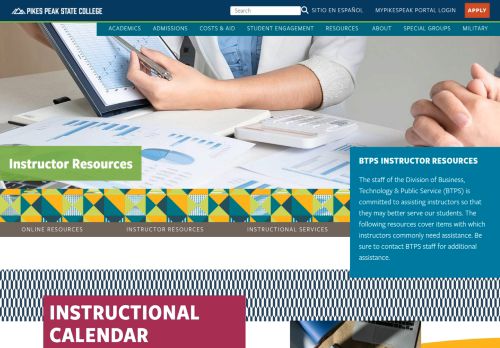 PIKES PEAK STATE COLLEGE
Search
SITIO EN ESPAÑOL
MYPIKESPEAK PORTAL LOGIN
APPLY
ACADEMICS
ADMISSIONS
COSTS & AID
STUDENT ENGAGEMENT
RESOURCES
ABOUT
SPECIAL GROUPS
MILITARY
Instructor Resources
BTPS INSTRUCTOR RESOURCES
The staff of the Division of Business,
Technology & Public Service (BTPS) is
committed to assisting instructors so that
they may better serve our students. The
following resources cover items with which
instructors commonly need assistance. Be
sure to contact BTPS staff for additional
assistance.
ONLINE RESOURCES
INSTRUCTOR RESOURCES
INSTRUCTIONAL SERVICES
INSTRUCTIONAL
CALENDAR